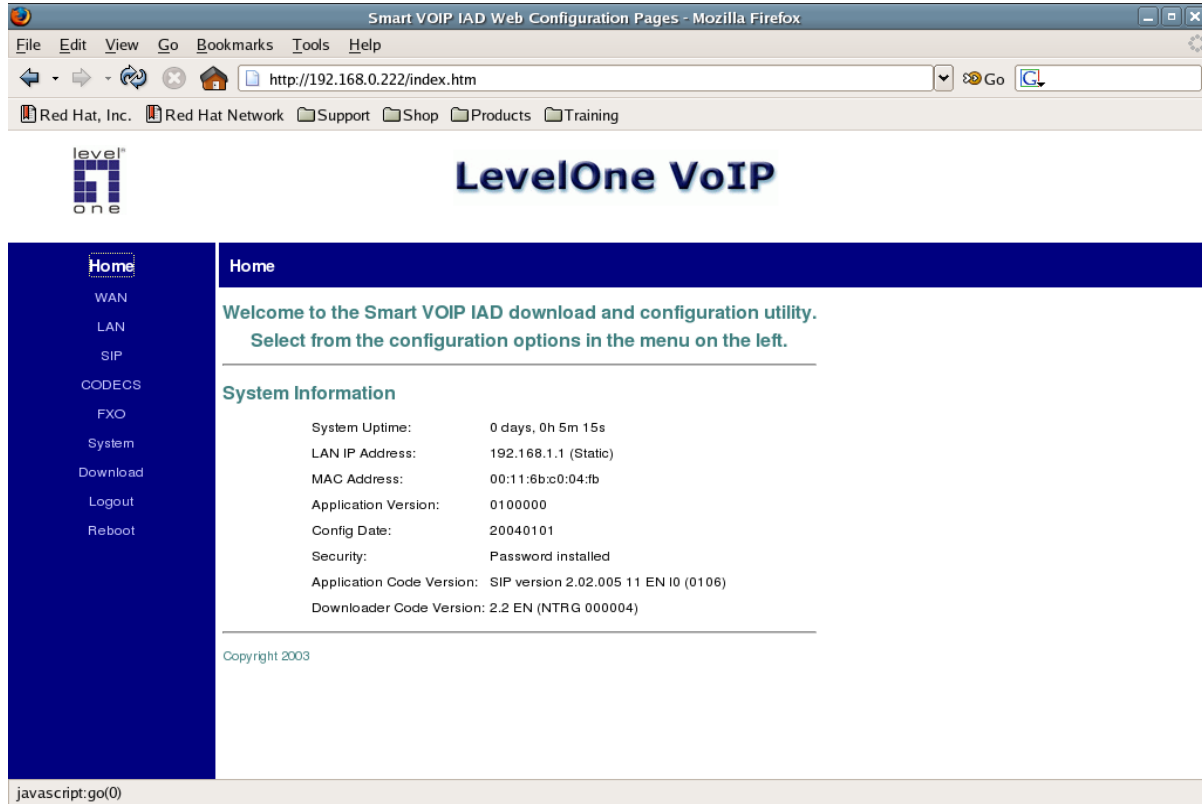 Smart VOIP IAD Web Configuration Pages - Mozilla Firefox
File Edit View Go Bookmarks Tools Help
http://192.168.0.222/index.htm Go G
Red Hat, Inc. Red Hat Network Support Shop Products Training
level one
LevelOne VoIP
Home
WAN
LAN
SIP
CODECS
FXO
System
Download
Logout
Reboot
Home
Welcome to the Smart VOIP IAD download and configuration utility.
Select from the configuration options in the menu on the left.
System Information
System Uptime: 0 days, 0h 5m 15s
LAN IP Address: 192.168.1.1 (Static)
MAC Address: 00:11:6b:c0:04:fb
Application Version: 0100000
Config Date: 20040101
Security: Password installed
Application Code Version: SIP version 2.02.005 11 EN I0 (0106)
Downloader Code Version: 2.2 EN (NTRG 000004)
Copyright 2003
javascript:go(0)